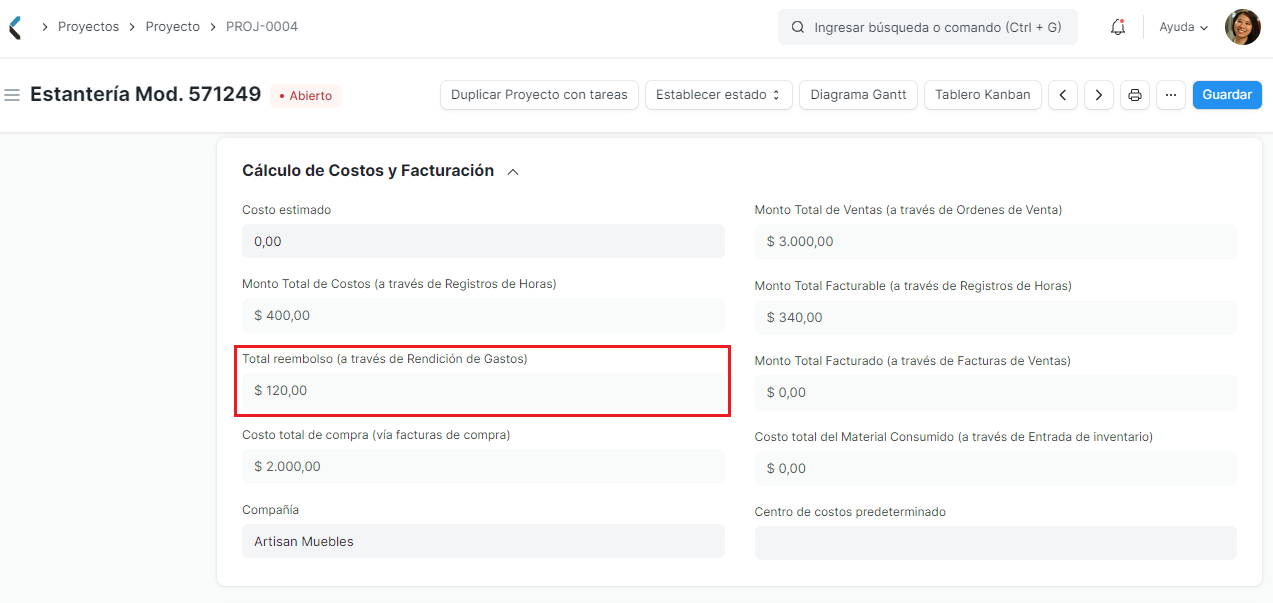 Proyectos
Proyecto
PROJ-0004
Ingresar búsqueda o comando (Ctrl + G)
Ayuda
Estantería Mod. 571249
Abierto
Duplicar Proyecto con tareas
Establecer estado
Diagrama Gantt
Tablero Kanban
Guardar
Cálculo de Costos y Facturación
Costo estimado
0,00
Monto Total de Costos (a través de Registros de Horas)
$ 400,00
Total reembolso (a través de Rendición de Gastos)
$ 120,00
Costo total de compra (vía facturas de compra)
$ 2.000,00
Compañía
Artisan Muebles
Monto Total de Ventas (a través de Ordenes de Venta)
$ 3.000,00
Monto Total Facturable (a través de Registros de Horas)
$ 340,00
Monto Total Facturado (a través de Facturas de Ventas)
$ 0,00
Costo total del Material Consumido (a través de Entrada de inventario)
$ 0,00
Centro de costos predeterminado